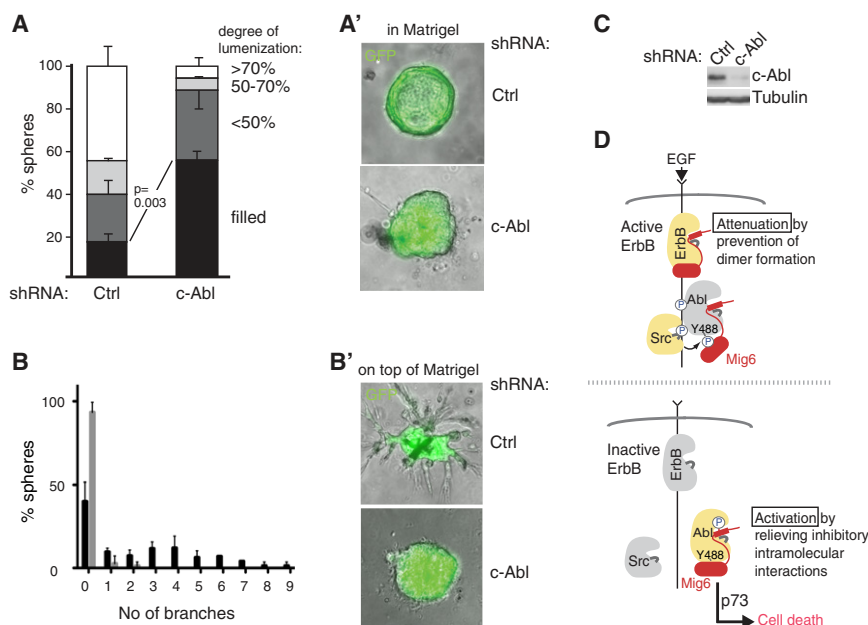 A
degree of
lumenization:
100
80
60
40
20
% spheres
>70%
50-70%
<50%
p=
0.003
filled
shRNA:
Ctrl
c-Abl
A'
in Matrigel
shRNA:
GFP
Ctrl
c-Abl
B
100
50
0
% spheres
0 1 2 3 4 5 6 7 8 9
No of branches
B'
on top of Matrigel
shRNA:
GFP
Ctrl
c-Abl
C
shRNA:
Ctrl
c-Abl
c-Abl
Tubulin
D
EGF
Active
ErbB
ErbB
Attenuation by
prevention of
dimer formation
P
Abl
Src
P
Y488
P
Mig6
Inactive
ErbB
ErbB
P
Abl
Y488
Src
Mig6
Activation by
relieving inhibitory
intramolecular
interactions
p73
Cell death